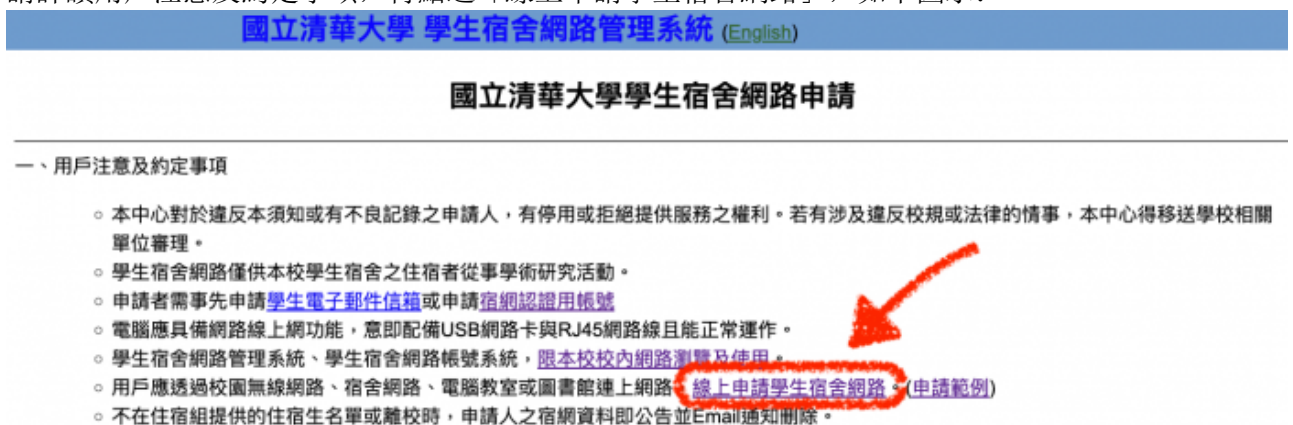 國立清華大學 學生宿舍網路管理系統 (English)
國立清華大學學生宿舍網路申請
一、用戶注意及約定事項
○ 本中心對於違反本須知或有不良記錄之申請人，有停用或拒絕提供服務之權利。若有涉及違反校規或法律的情事，本中心得移送學校相關
單位審理。
○ 學生宿舍網路僅供本校學生宿舍之住宿者從事學術研究活動。
○ 申請者需事先申請學生電子郵件信箱或申請宿網認證用帳號
○ 電腦應具備網路線上網功能，意即配備USB網路卡與RJ45網路線且能正常運作。
○ 學生宿舍網路管理系統、學生宿舍網路帳號系統，限本校校內網路瀏覽及使用。
○ 用戶應透過校園無線網路、宿舍網路、電腦教室或圖書館連上網路 線上申請學生宿舍網路。(申請範例)
○ 不在住宿組提供的住宿生名單或離校時，申請人之宿網資料即公告並Email通知刪除。